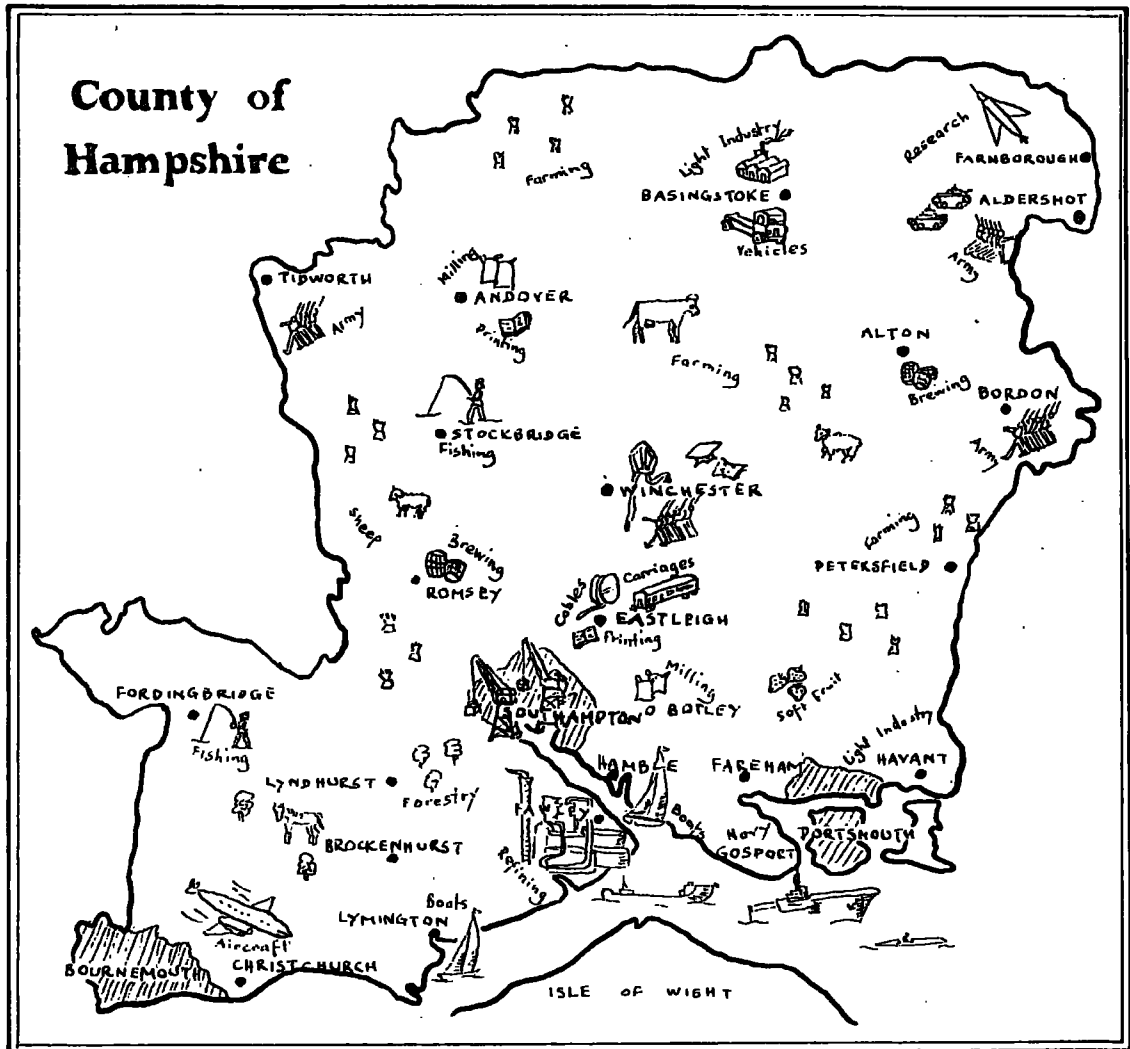 County of
Hampshire
Farming
Light Industry
BASINGSTOKE
Vehicles
Research
FARNBOROUGH
ALDERSHOT
Army
TIDWORTH
Army
Milling
ANDOVER
Printing
Farming
ALTON
Brewing
BORDON
Army
STOCKBRIDGE
Fishing
WINCHESTER
Sheep
Brewing
ROMSEY
Farming
PETERSFIELD
Cables
Carriages
EASTLEIGH
Printing
FORDINGBRIDGE
Fishing
SOUTHAMPTON
Milling
BOTLEY
Soft Fruit
Light Industry
LYNDHURST
Forestry
HAMBLE
FAREHAM
HAVANT
FAWLEY
Boats
Navy
GOSPORT
PORTSMOUTH
BROCKENHURST
Refining
Boats
LYMINGTON
Aircraft
BOURNEMOUTH
CHRISTCHURCH
ISLE OF WIGHT